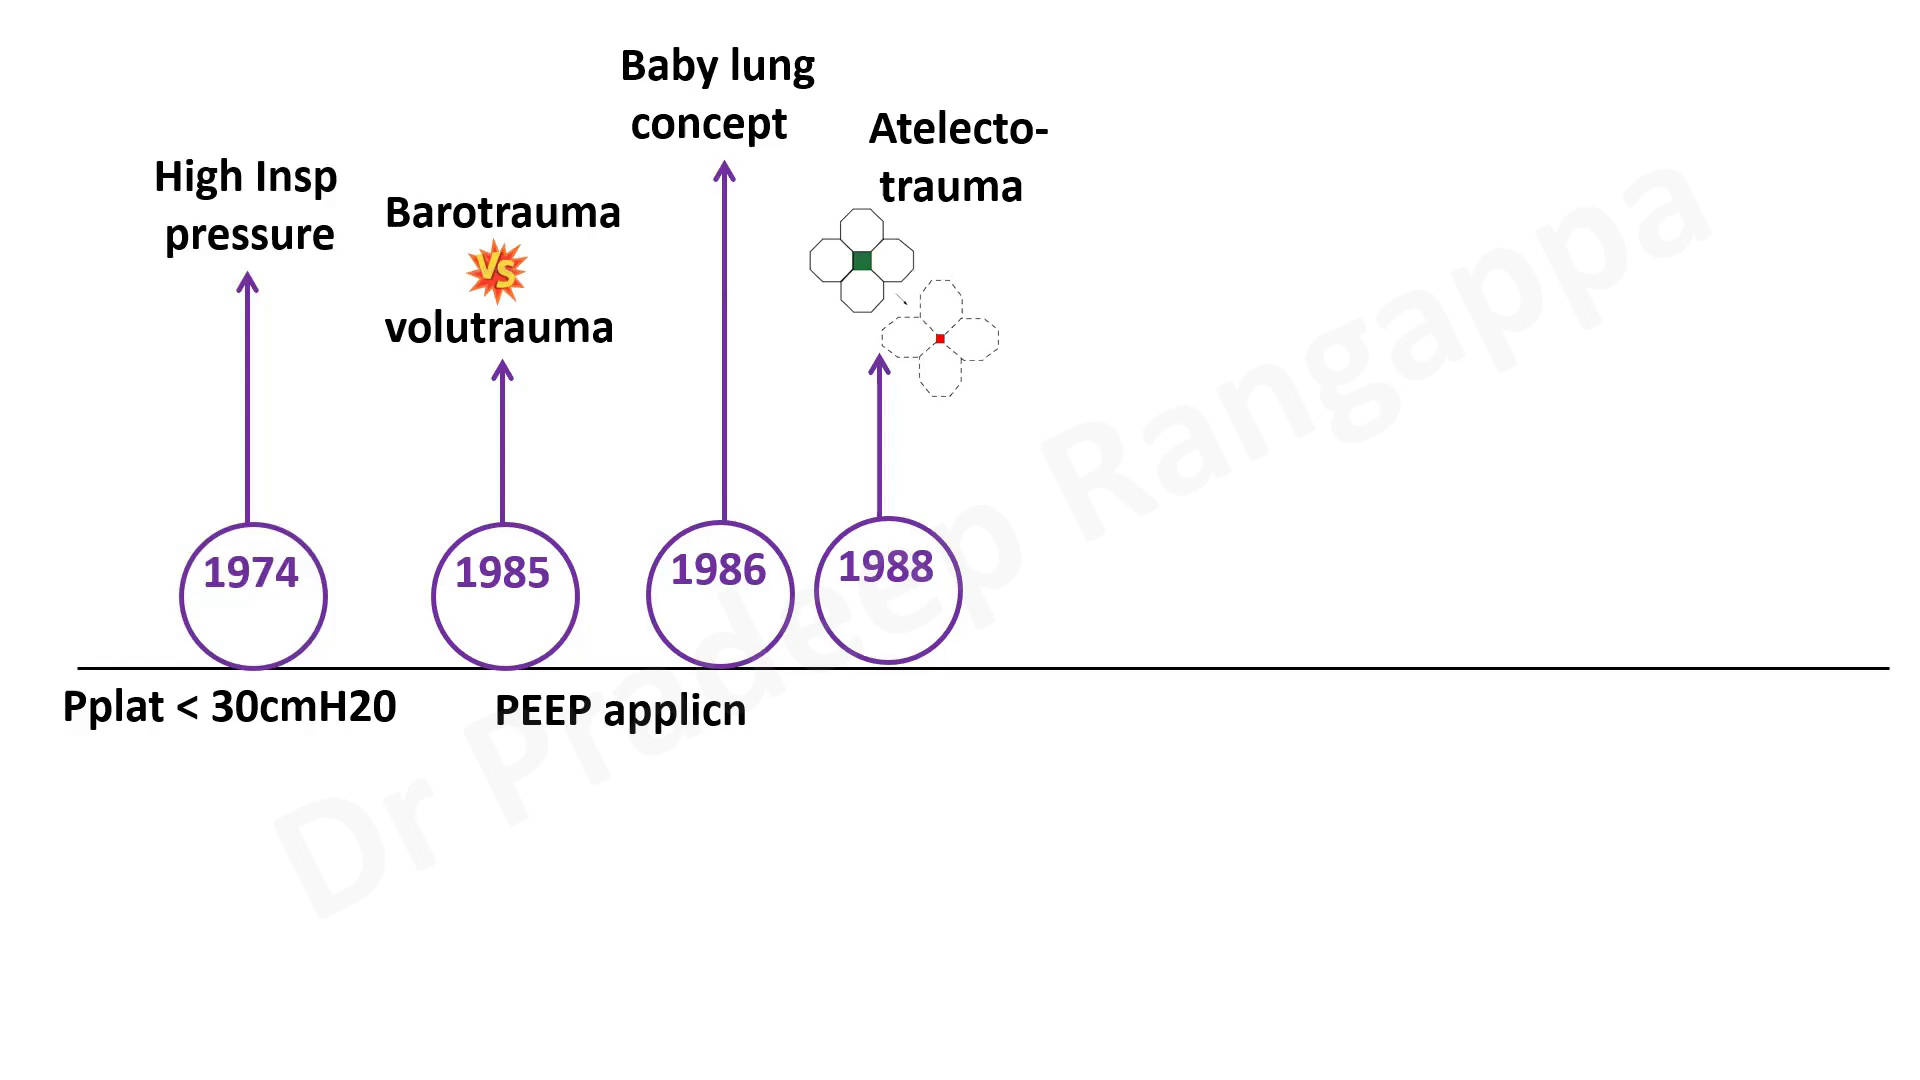 High Insp
pressure
Barotrauma
VS
volutrauma
Baby lung
concept
Atelecto-
trauma
1974
1985
1986
1988
Pplat < 30cmH20
PEEP applicn
Dr Pradeep Rangappa